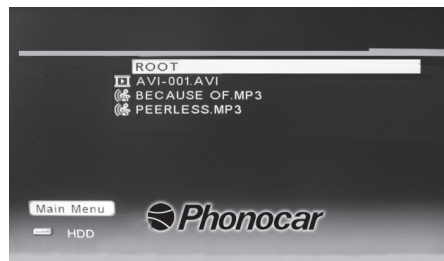 ROOT
AVI-001.AVI
BECAUSE OF.MP3
PEERLESS.MP3
Main Menu
Phonocar
HDD